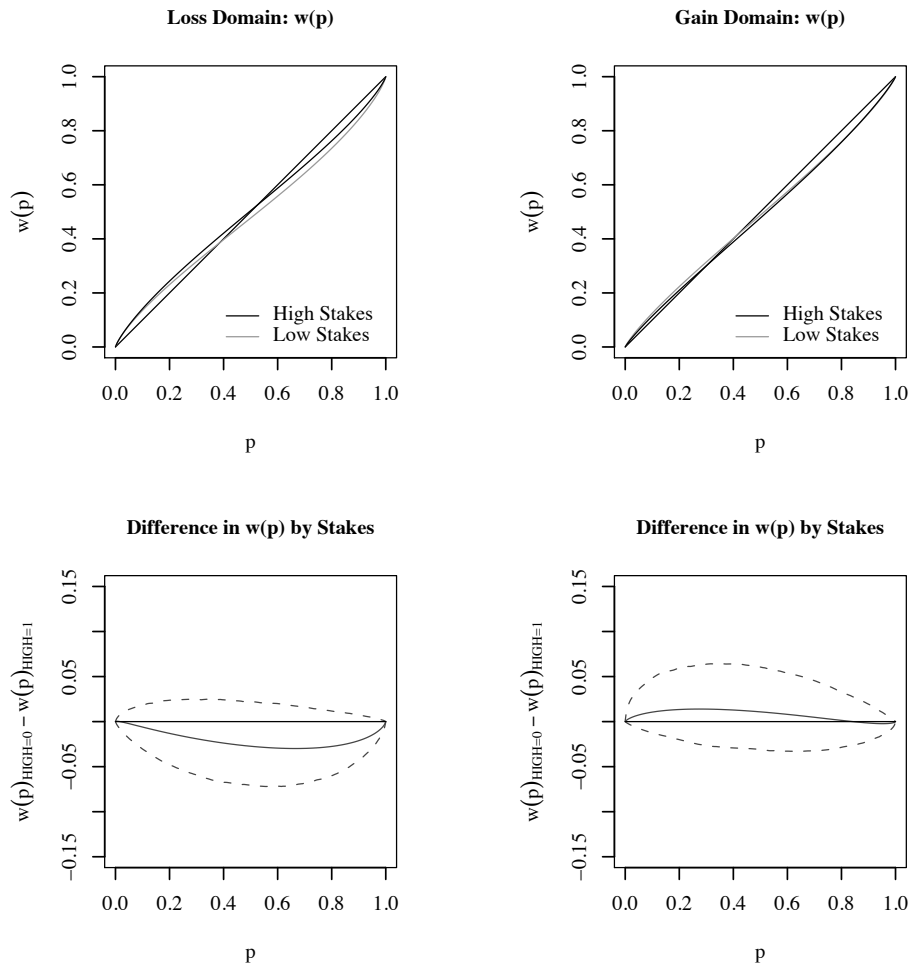 Loss Domain: w(p)
w(p)
0.0 0.2 0.4 0.6 0.8 1.0
High Stakes
Low Stakes
0.0 0.2 0.4 0.6 0.8 1.0
p
Gain Domain: w(p)
w(p)
0.0 0.2 0.4 0.6 0.8 1.0
High Stakes
Low Stakes
0.0 0.2 0.4 0.6 0.8 1.0
p
Difference in w(p) by Stakes
w(p)HIGH=0 − w(p)HIGH=1
−0.15 −0.05 0.05 0.15
0.0 0.2 0.4 0.6 0.8 1.0
p
Difference in w(p) by Stakes
w(p)HIGH=0 − w(p)HIGH=1
−0.15 −0.05 0.05 0.15
0.0 0.2 0.4 0.6 0.8 1.0
p